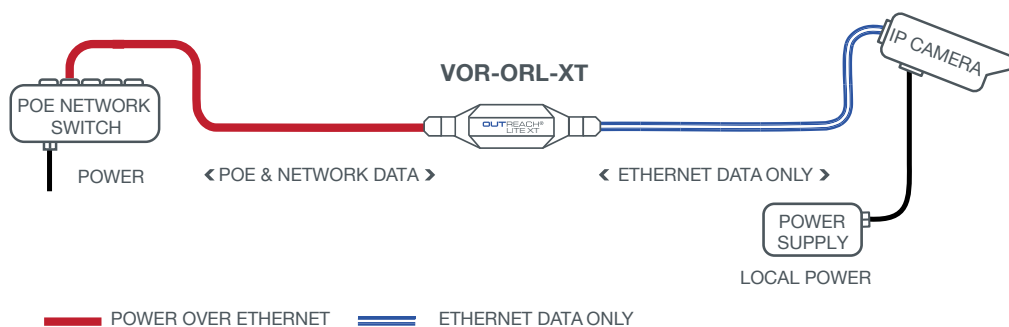 VOR-ORL-XT
IP CAMERA
POE NETWORK
SWITCH
OUTREACH®
LITE XT
POWER
< POE & NETWORK DATA >
< ETHERNET DATA ONLY >
POWER
SUPPLY
LOCAL POWER
POWER OVER ETHERNET
ETHERNET DATA ONLY